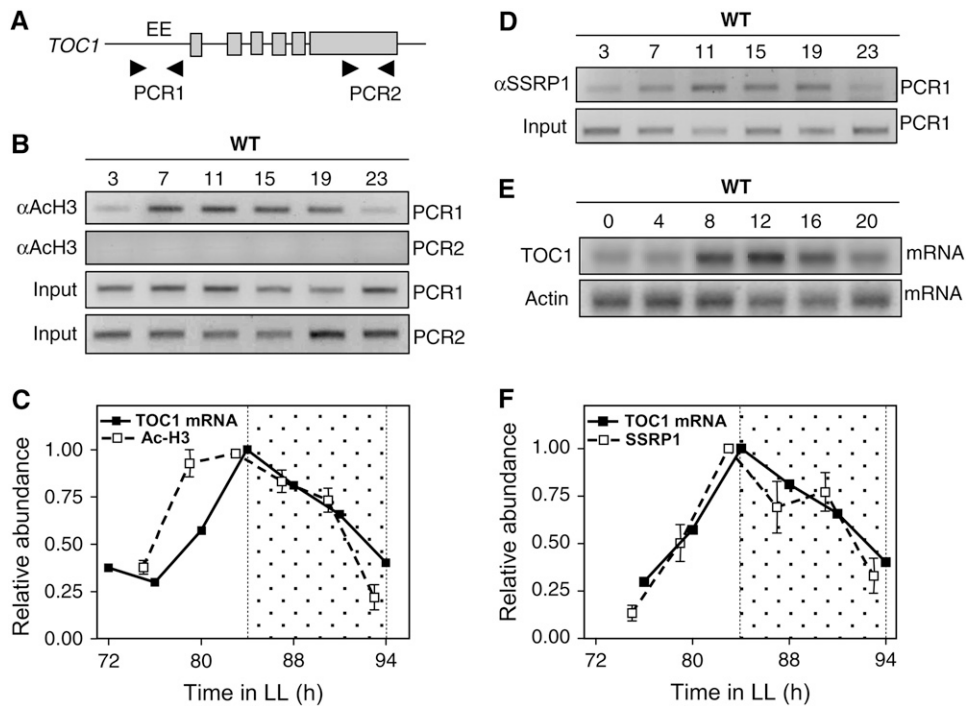 A
EE
TOC1
PCR1
PCR2
B
WT
3 7 11 15 19 23
αAcH3 PCR1
αAcH3 PCR2
Input PCR1
Input PCR2
C
TOC1 mRNA
Ac-H3
Relative abundance
1.00
0.75
0.50
0.25
0.00
72 80 88 94
Time in LL (h)
D
WT
3 7 11 15 19 23
αSSRP1 PCR1
Input PCR1
E
WT
0 4 8 12 16 20
TOC1 mRNA
Actin mRNA
F
TOC1 mRNA
SSRP1
Relative abundance
1.00
0.75
0.50
0.25
0.00
72 80 88 94
Time in LL (h)